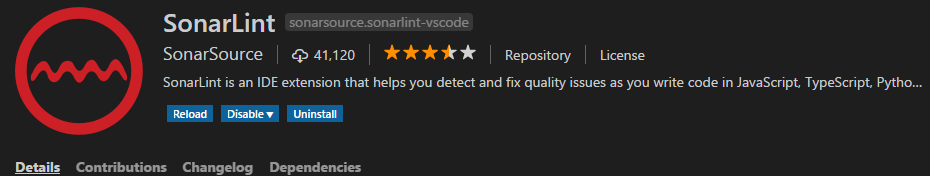 SonarLint sonarsource.sonarlint-vscode
SonarSource 41,120 Repository License
SonarLint is an IDE extension that helps you detect and fix quality issues as you write code in JavaScript, TypeScript, Pytho...
Reload Disable Uninstall
Details Contributions Changelog Dependencies